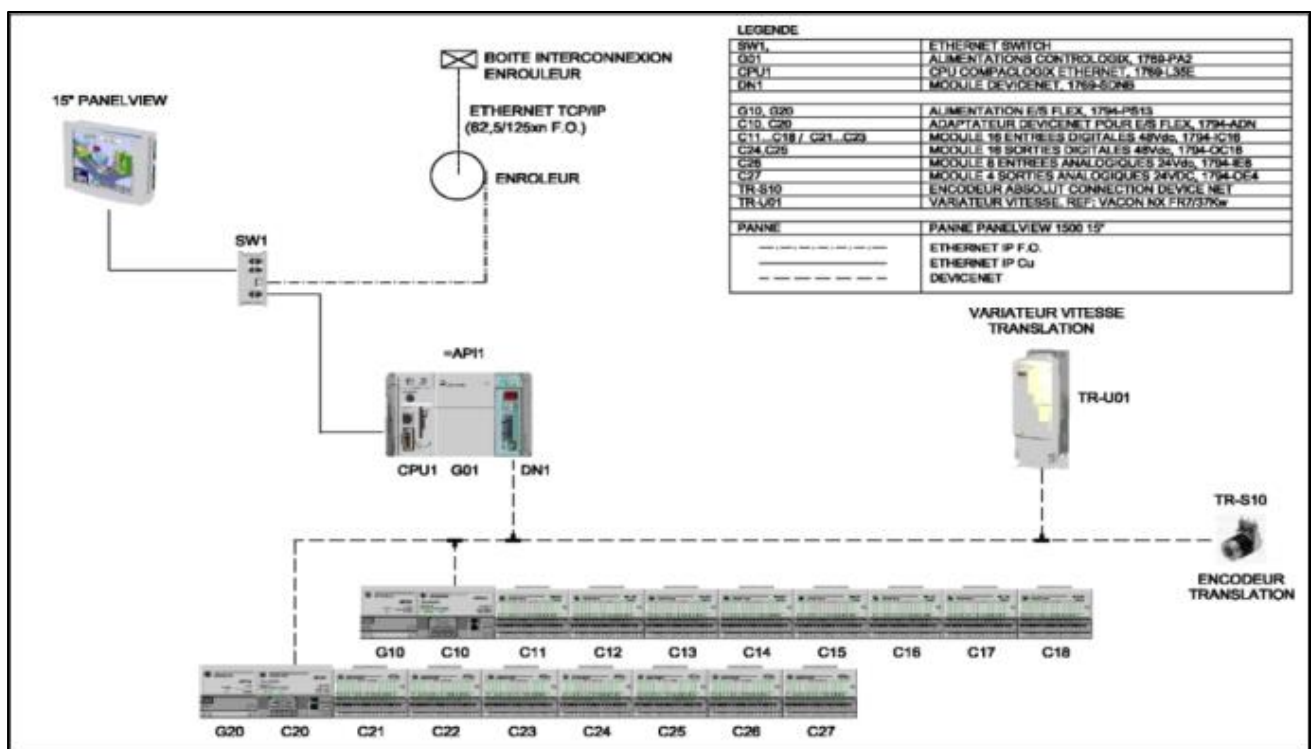 LEGENDE
SW1, ETHERNET SWITCH
G01 ALIMENTATIONS CONTROLOGIX, 1769-PA2
CPU1 CPU COMPACLOGIX ETHERNET, 1769-L35E
DN1 MODULE DEVICENET, 1769-SDNB
G10, G20 ALIMENTATION E/S FLEX, 1794-PS13
C10, C20 ADAPTATEUR DEVICENET POUR E/S FLEX, 1794-ADN
C11...C18 / C21...C23 MODULE 16 ENTREES DIGITALES 48Vdc, 1794-IC16
C24,C25 MODULE 16 SORTIES DIGITALES 48Vdc, 1794-OC16
C26 MODULE 8 ENTREES ANALOGIQUES 24Vdc, 1794-IE8
C27 MODULE 4 SORTIES ANALOGIQUES 24VDC, 1794-OE4
TR-S10 ENCODEUR ABSOLUT CONNECTION DEVICE NET
TR-U01 VARIATEUR VITESSE. REF: VACON NX FR7/37Kw
PANNE PANNE PANELVIEW 1500 15"
ETHERNET IP F.O.
ETHERNET IP Cu
DEVICENET
BOITE INTERCONNEXION
ENROULEUR
15" PANELVIEW
ETHERNET TCP/IP
(62,5/125xn F.O.)
ENROLEUR
SW1
=API1
CPU1 G01 DN1
VARIATEUR VITESSE
TRANSLATION
TR-U01
TR-S10
ENCODEUR
TRANSLATION
G10 C10 C11 C12 C13 C14 C15 C16 C17 C18
G20 C20 C21 C22 C23 C24 C25 C26 C27